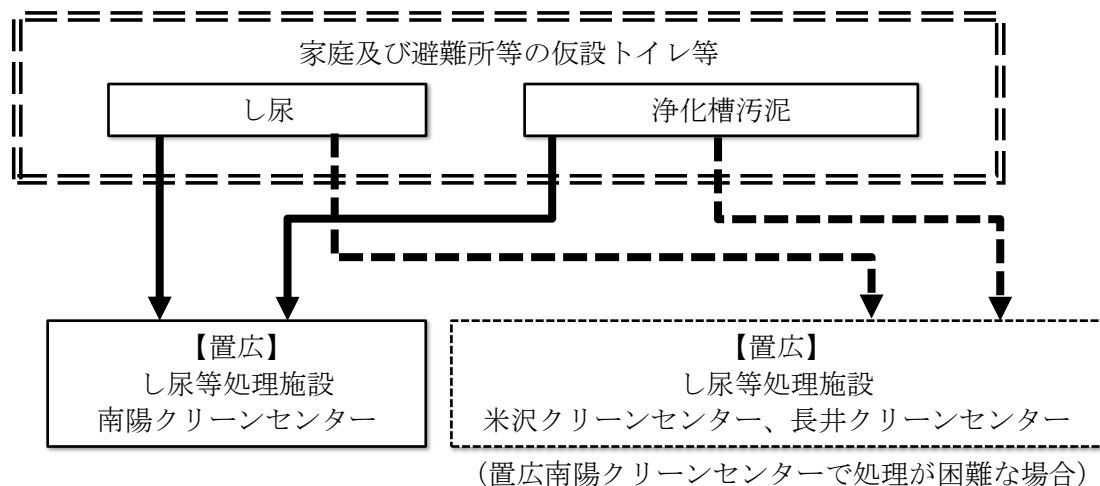 家庭及び避難所等の仮設トイレ等
し尿
浄化槽汚泥
【置広】
し尿等処理施設
南陽クリーンセンター
【置広】
し尿等処理施設
米沢クリーンセンター、長井クリーンセンター
（置広南陽クリーンセンターで処理が困難な場合）